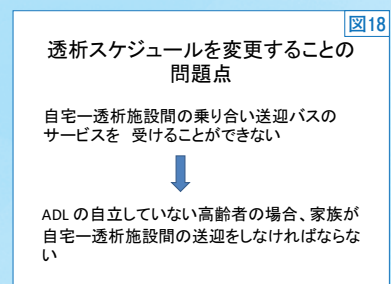 図18
透析スケジュールを変更することの
問題点
自宅ー透析施設間の乗り合い送迎バスの
サービスを 受けることができない
ADL の自立していない高齢者の場合、家族が
自宅ー透析施設間の送迎をしなければならな
い